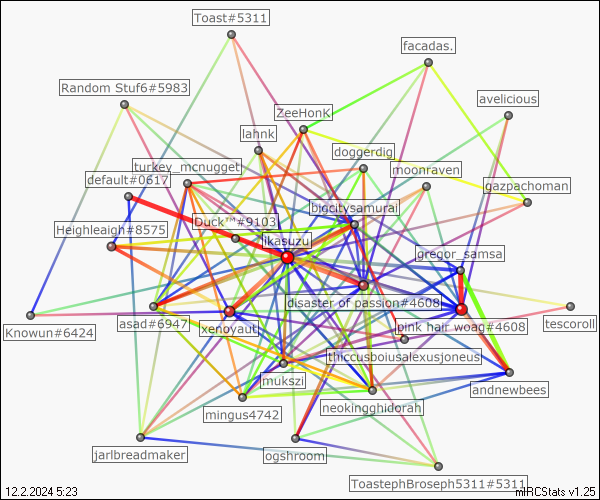 Toast#5311
facadas.
Random Stuf6#5983
avelicious
ZeeHonK
lahnk
doggerdig
turkey_mcnugget
moonraven
default#0617
gazpachoman
bigcitysamurai
Duck™#9103
Heighleaigh#8575
ikasuzu
gregor_samsa
disaster of passion#4608
Knowun#6424
asad#6947
xenoyaut
pink hair woag#4608
tescoroll
thiccusboiusalexusjoneus
mukszi
andnewbees
mingus4742
neokingghidorah
jarlbreadmaker
ogshroom
ToastephBroseph5311#5311
12.2.2024 5:23
mIRCStats v1.25